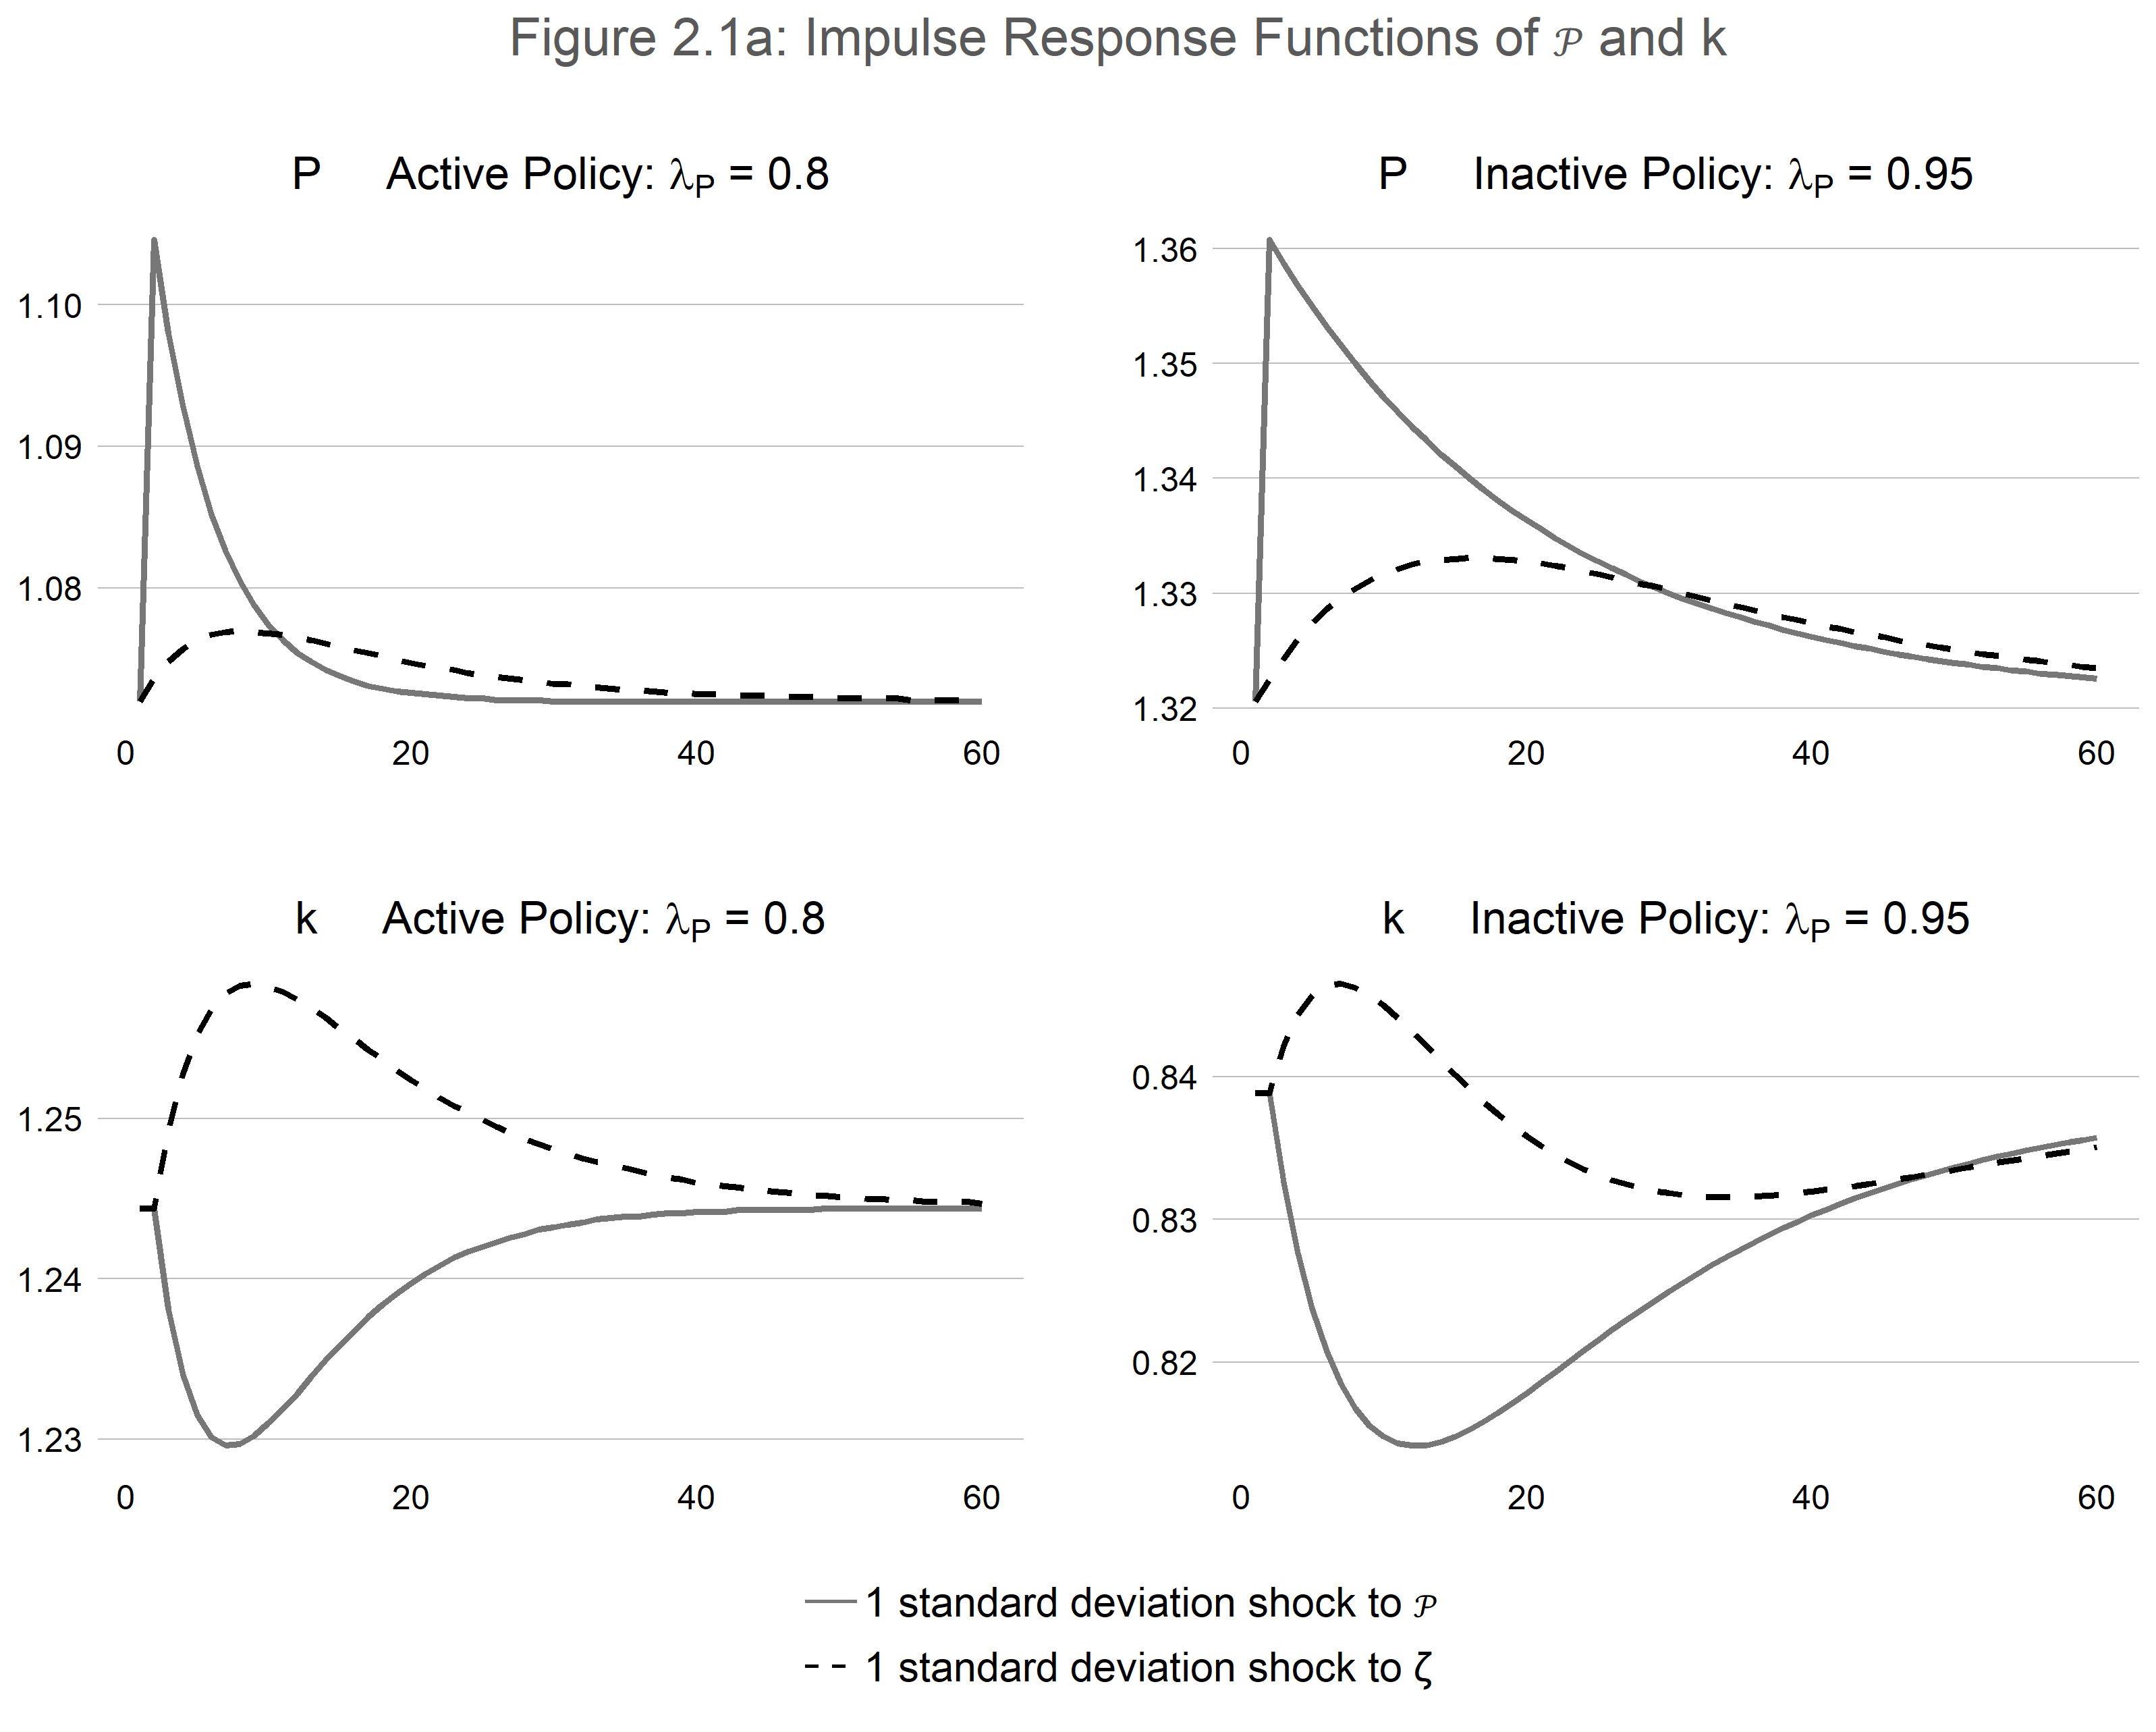 Figure 2.1a: Impulse Response Functions of 𝒫 and k
P Active Policy: λP = 0.8
1.10
1.09
1.08
0 20 40 60
P Inactive Policy: λP = 0.95
1.36
1.35
1.34
1.33
1.32
0 20 40 60
k Active Policy: λP = 0.8
1.25
1.24
1.23
0 20 40 60
k Inactive Policy: λP = 0.95
0.84
0.83
0.82
0 20 40 60
1 standard deviation shock to 𝒫
1 standard deviation shock to ζ